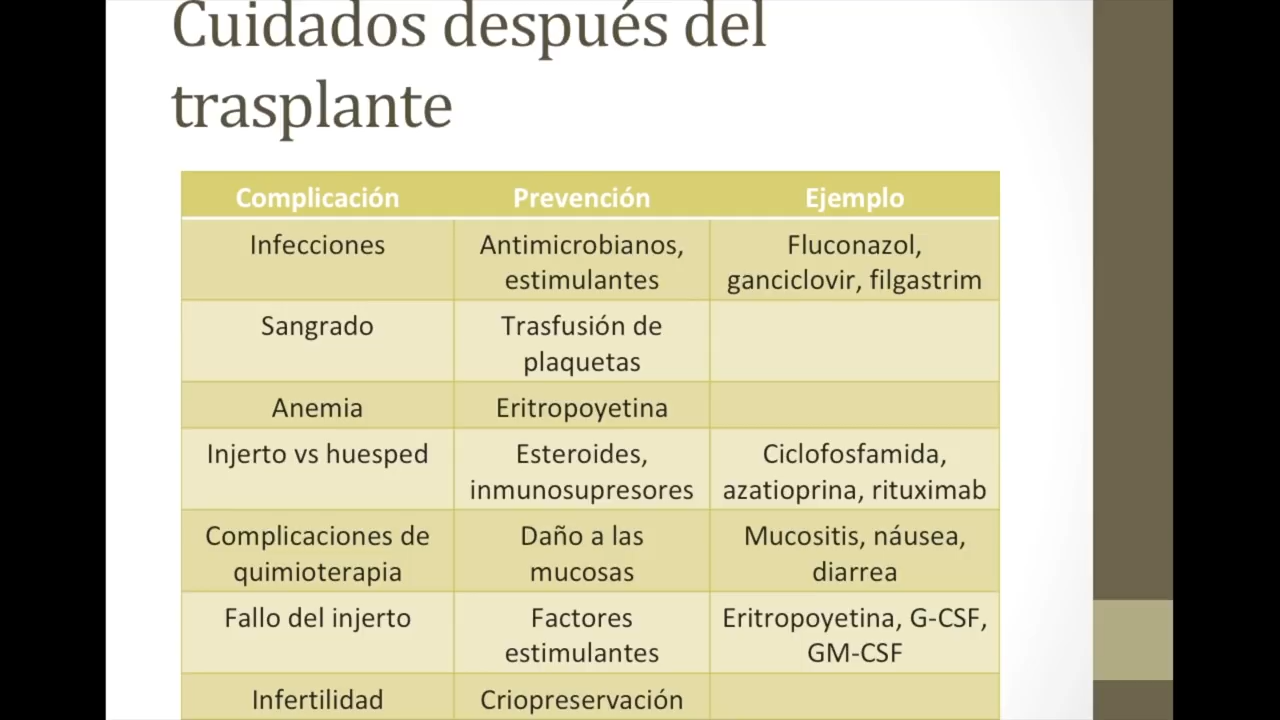 Cuidados después del
trasplante
Complicación Prevención Ejemplo
Infecciones Antimicrobianos, Fluconazol,
estimulantes ganciclovir, filgastrim
Sangrado Trasfusión de
plaquetas
Anemia Eritropoyetina
Injerto vs huesped Esteroides, Ciclofosfamida,
inmunosupresores azatioprina, rituximab
Complicaciones de Daño a las Mucositis, náusea,
quimioterapia mucosas diarrea
Fallo del injerto Factores Eritropoyetina, G-CSF,
estimulantes GM-CSF
Infertilidad Criopreservación